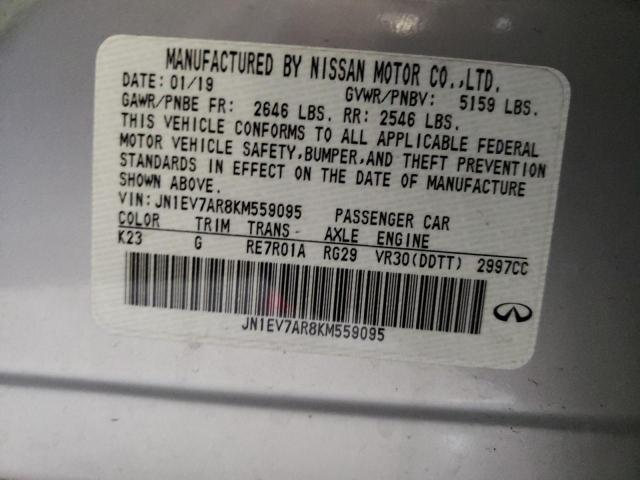 MANUFACTURED BY NISSAN MOTOR CO.,LTD.
DATE: 01/19 GVWR/PNBV: 5159 LBS.
GAWR/PNBE FR: 2646 LBS. RR: 2546 LBS.
THIS VEHICLE CONFORMS TO ALL APPLICABLE FEDERAL
MOTOR VEHICLE SAFETY,BUMPER,AND THEFT PREVENTION
STANDARDS IN EFFECT ON THE DATE OF MANUFACTURE
SHOWN ABOVE.
VIN: JN1EV7AR8KM559095 PASSENGER CAR
COLOR TRIM TRANS- AXLE ENGINE
K23 G RE7R01A RG29 VR30(DDTT) 2997CC
JN1EV7AR8KM559095